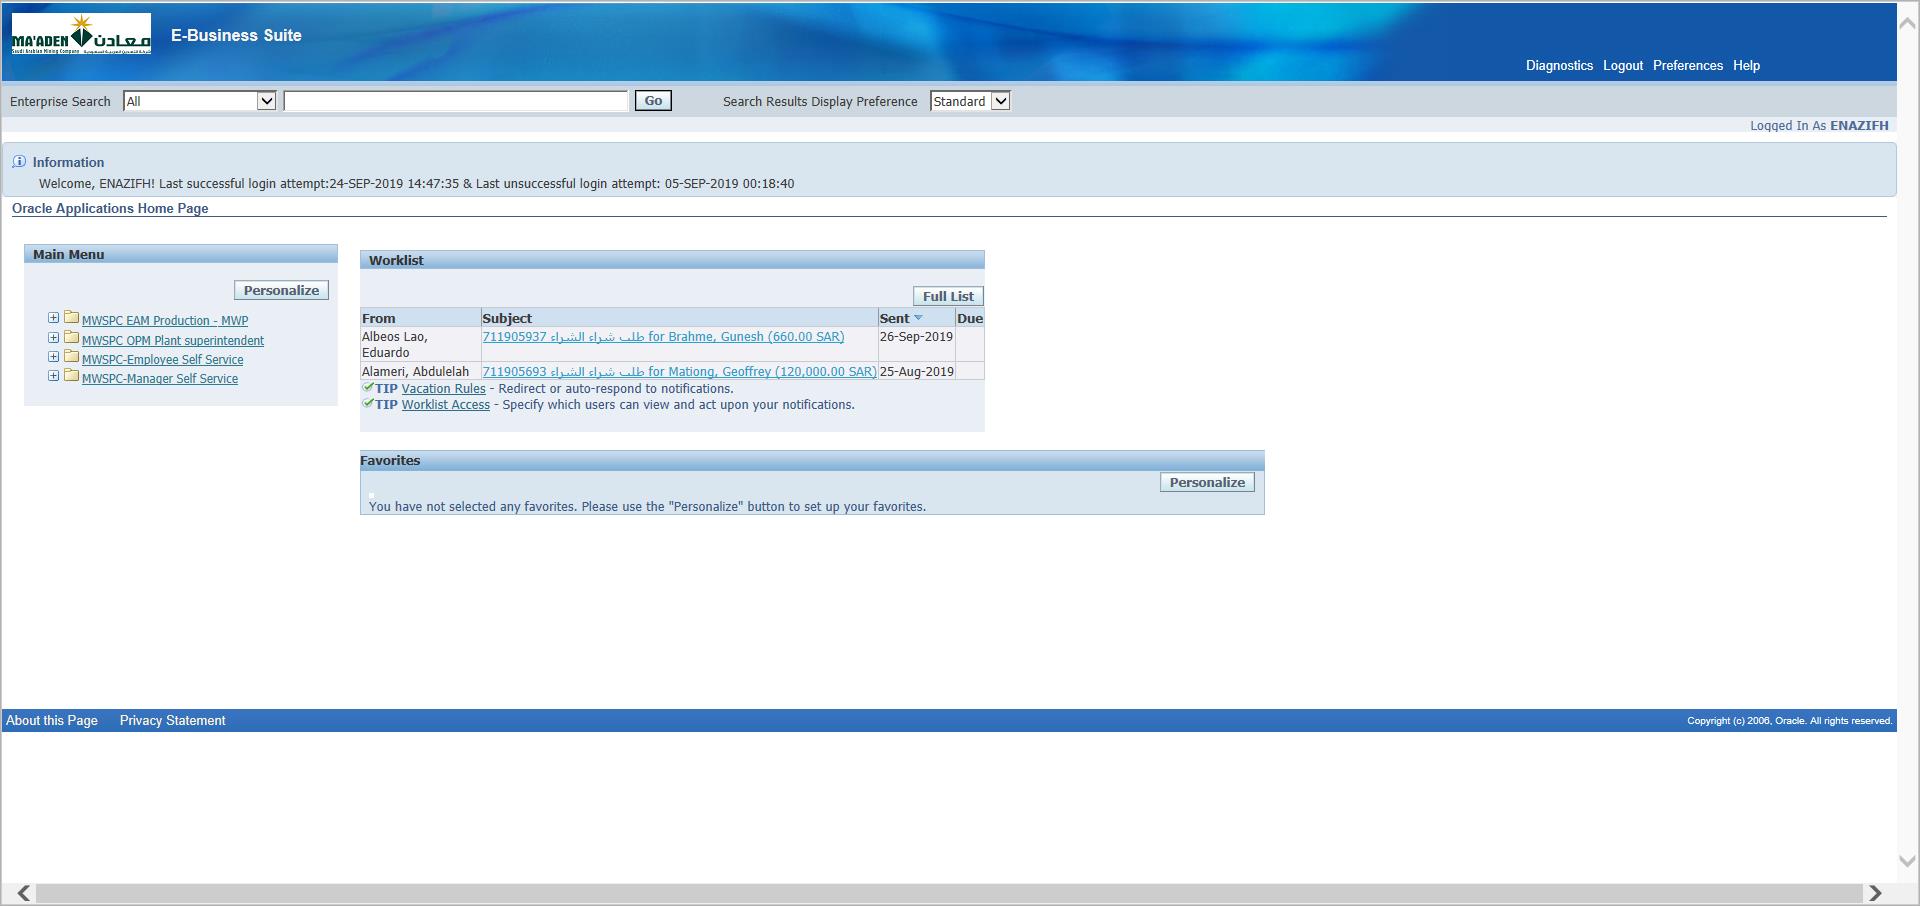 MA'ADEN معادن
E-Business Suite
Diagnostics Logout Preferences Help
Enterprise Search All Go Search Results Display Preference Standard
Logged In As ENAZIFH
Information
Welcome, ENAZIFH! Last successful login attempt:24-SEP-2019 14:47:35 & Last unsuccessful login attempt: 05-SEP-2019 00:18:40
Oracle Applications Home Page
Main Menu
Personalize
MWSPC EAM Production - MWP
MWSPC OPM Plant superintendent
MWSPC-Employee Self Service
MWSPC-Manager Self Service
Worklist
Full List
From Subject Sent Due
Albeos Lao, Eduardo 711905937 طلب شراء الشراء for Brahme, Gunesh (660.00 SAR) 26-Sep-2019
Alameri, Abdulelah 711905693 طلب شراء الشراء for Mationg, Geoffrey (120,000.00 SAR) 25-Aug-2019
TIP Vacation Rules - Redirect or auto-respond to notifications.
TIP Worklist Access - Specify which users can view and act upon your notifications.
Favorites
Personalize
You have not selected any favorites. Please use the "Personalize" button to set up your favorites.
About this Page Privacy Statement
Copyright (c) 2006, Oracle. All rights reserved.